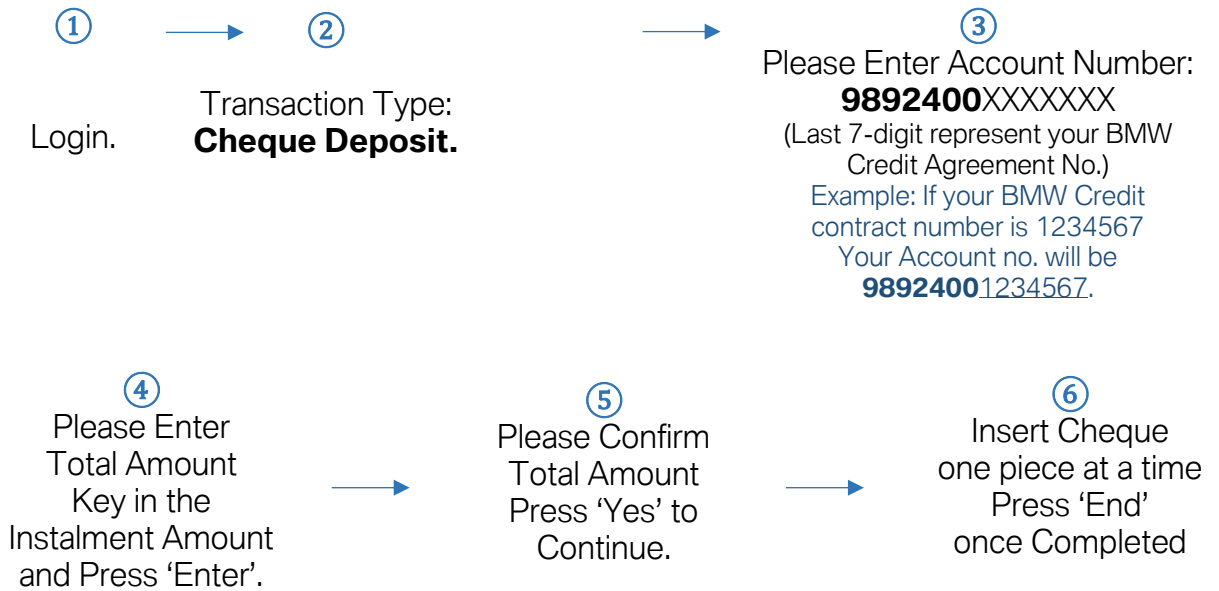 ①
Login.
②
Transaction Type:
Cheque Deposit.
③
Please Enter Account Number:
9892400XXXXXXX
(Last 7-digit represent your BMW
Credit Agreement No.)
Example: If your BMW Credit
contract number is 1234567
Your Account no. will be
98924001234567.
④
Please Enter
Total Amount
Key in the
Instalment Amount
and Press ‘Enter’.
⑤
Please Confirm
Total Amount
Press ‘Yes’ to
Continue.
⑥
Insert Cheque
one piece at a time
Press ‘End’
once Completed